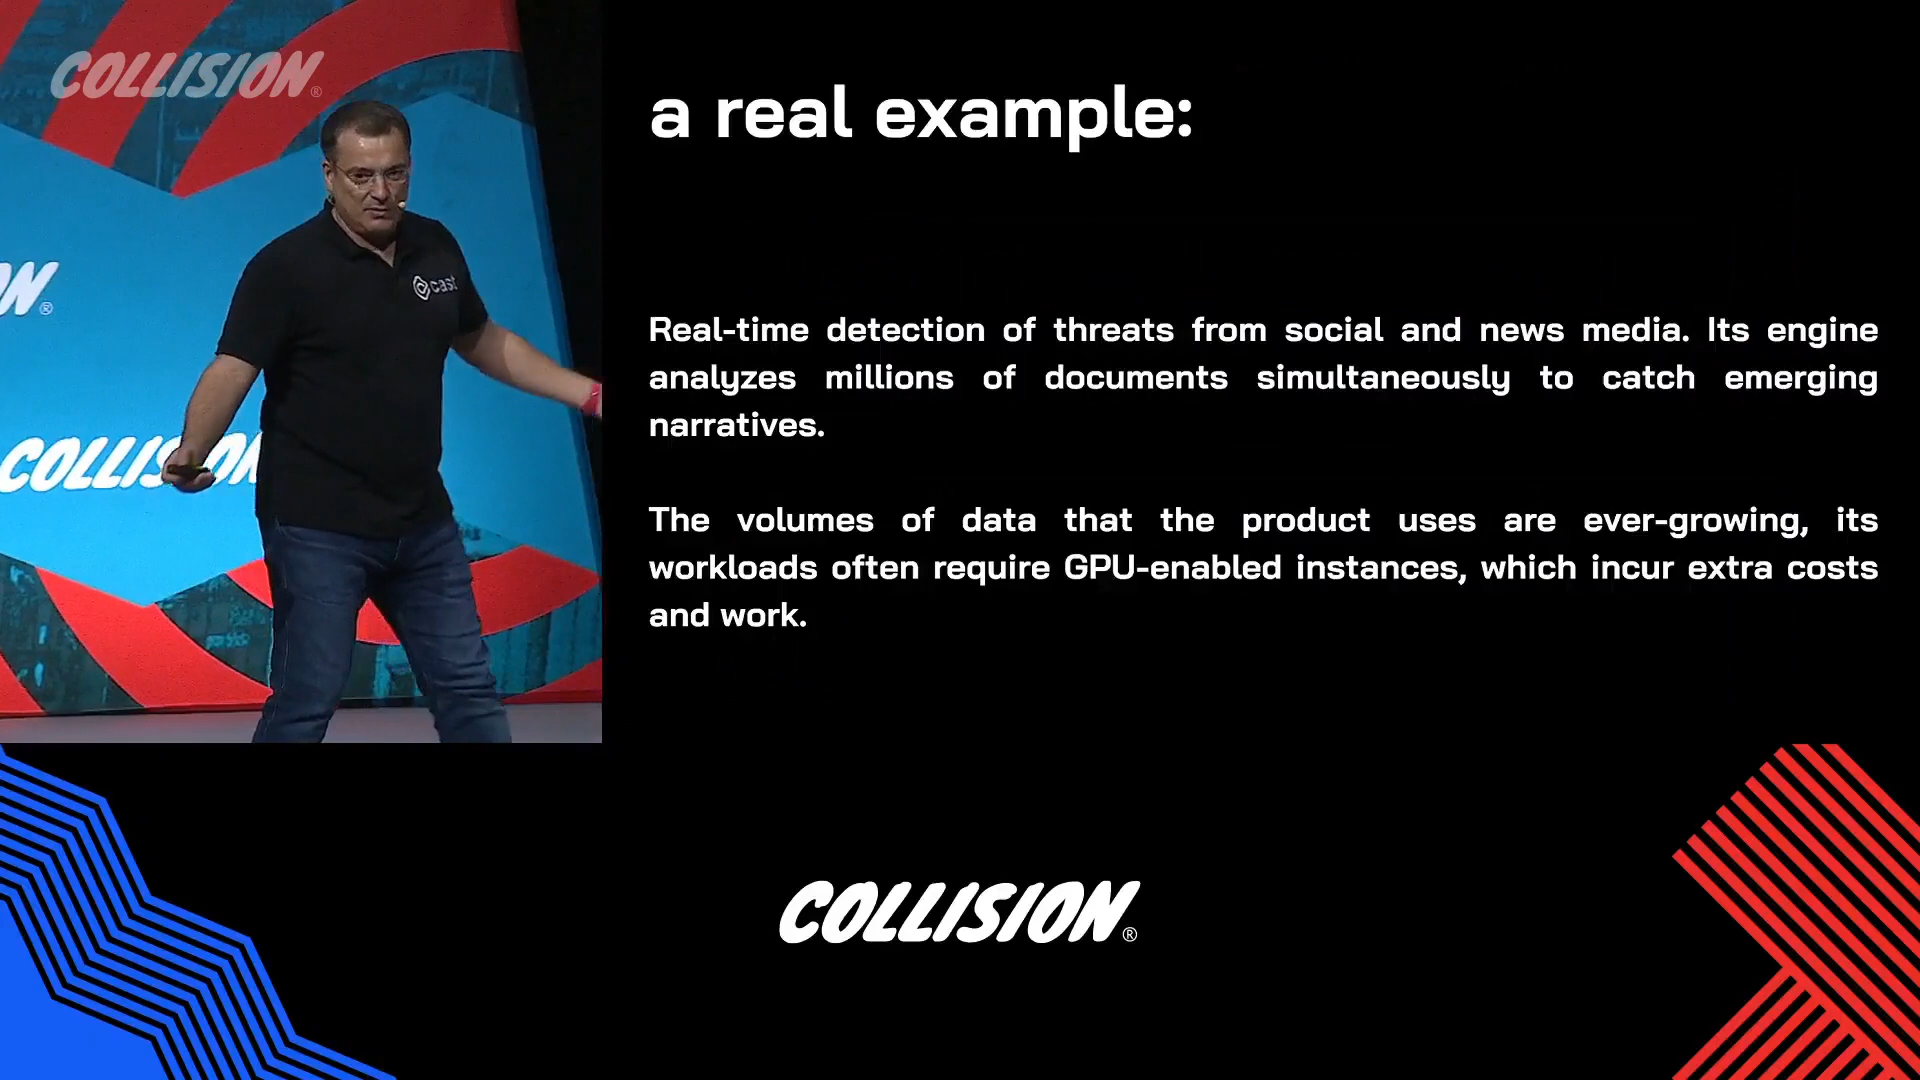 COLLISION®
a real example:
ON®
cast
COLLISION
Real-time detection of threats from social and news media. Its engine
analyzes millions of documents simultaneously to catch emerging
narratives.
The volumes of data that the product uses are ever-growing, its
workloads often require GPU-enabled instances, which incur extra costs
and work.
COLLISION®